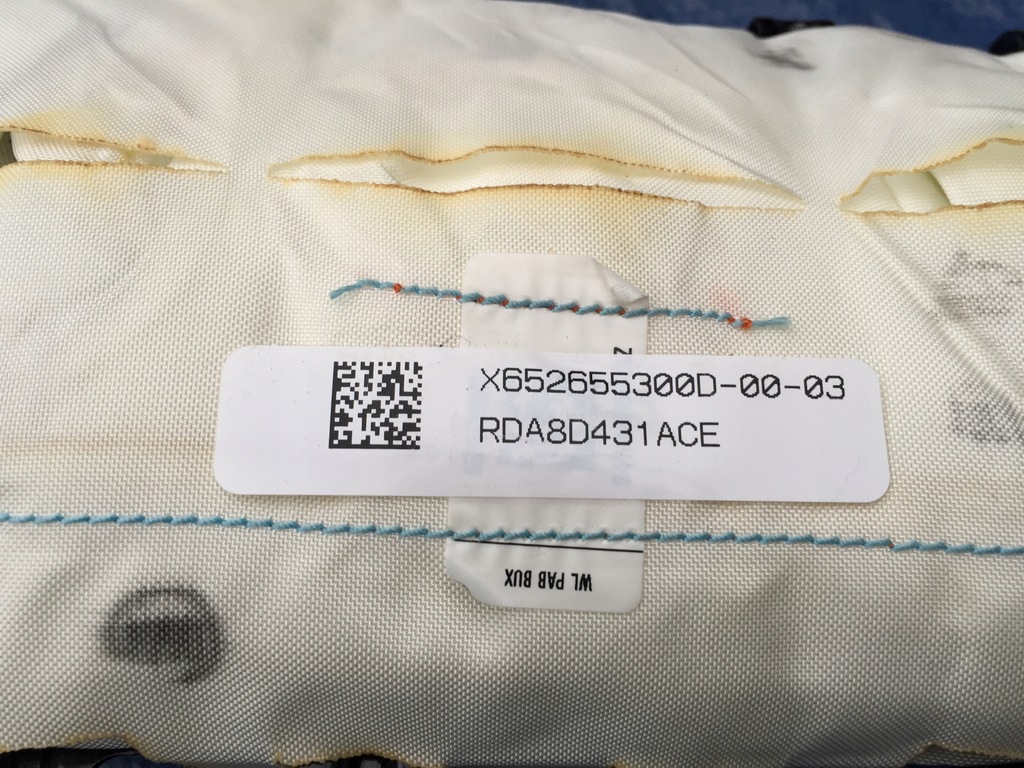 X652655300D-00-03
RDA8D431ACE
WL PAB BUX